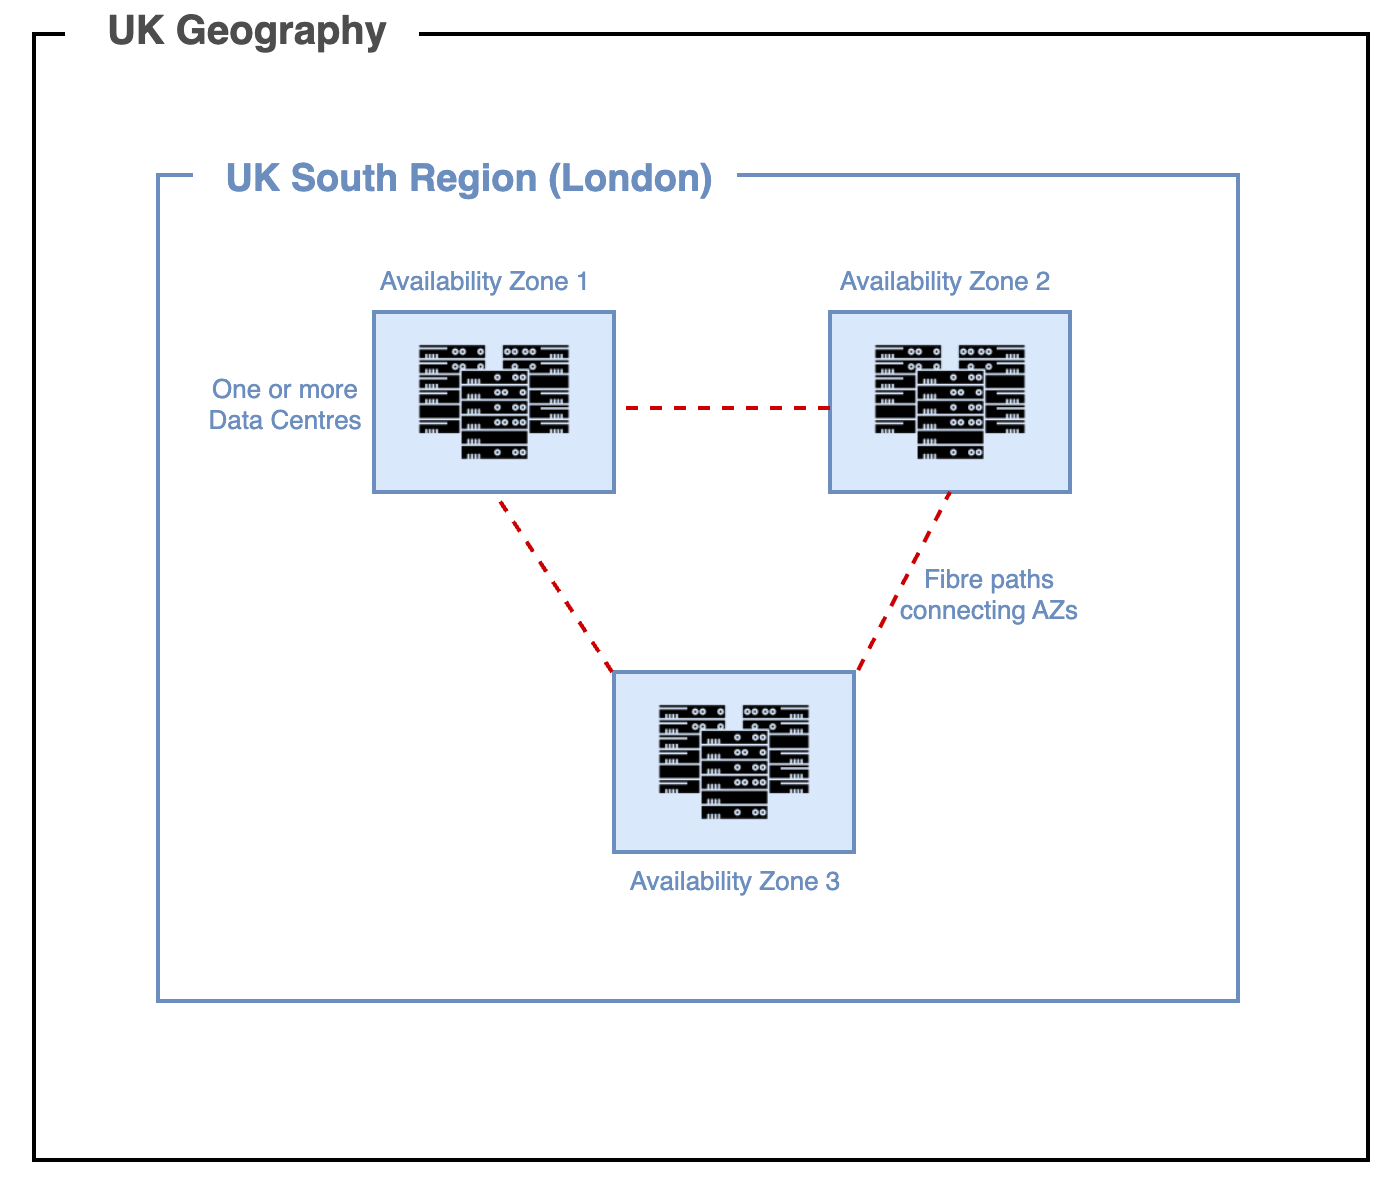 UK Geography
UK South Region (London)
Availability Zone 1
Availability Zone 2
One or more
Data Centres
Fibre paths
connecting AZs
Availability Zone 3